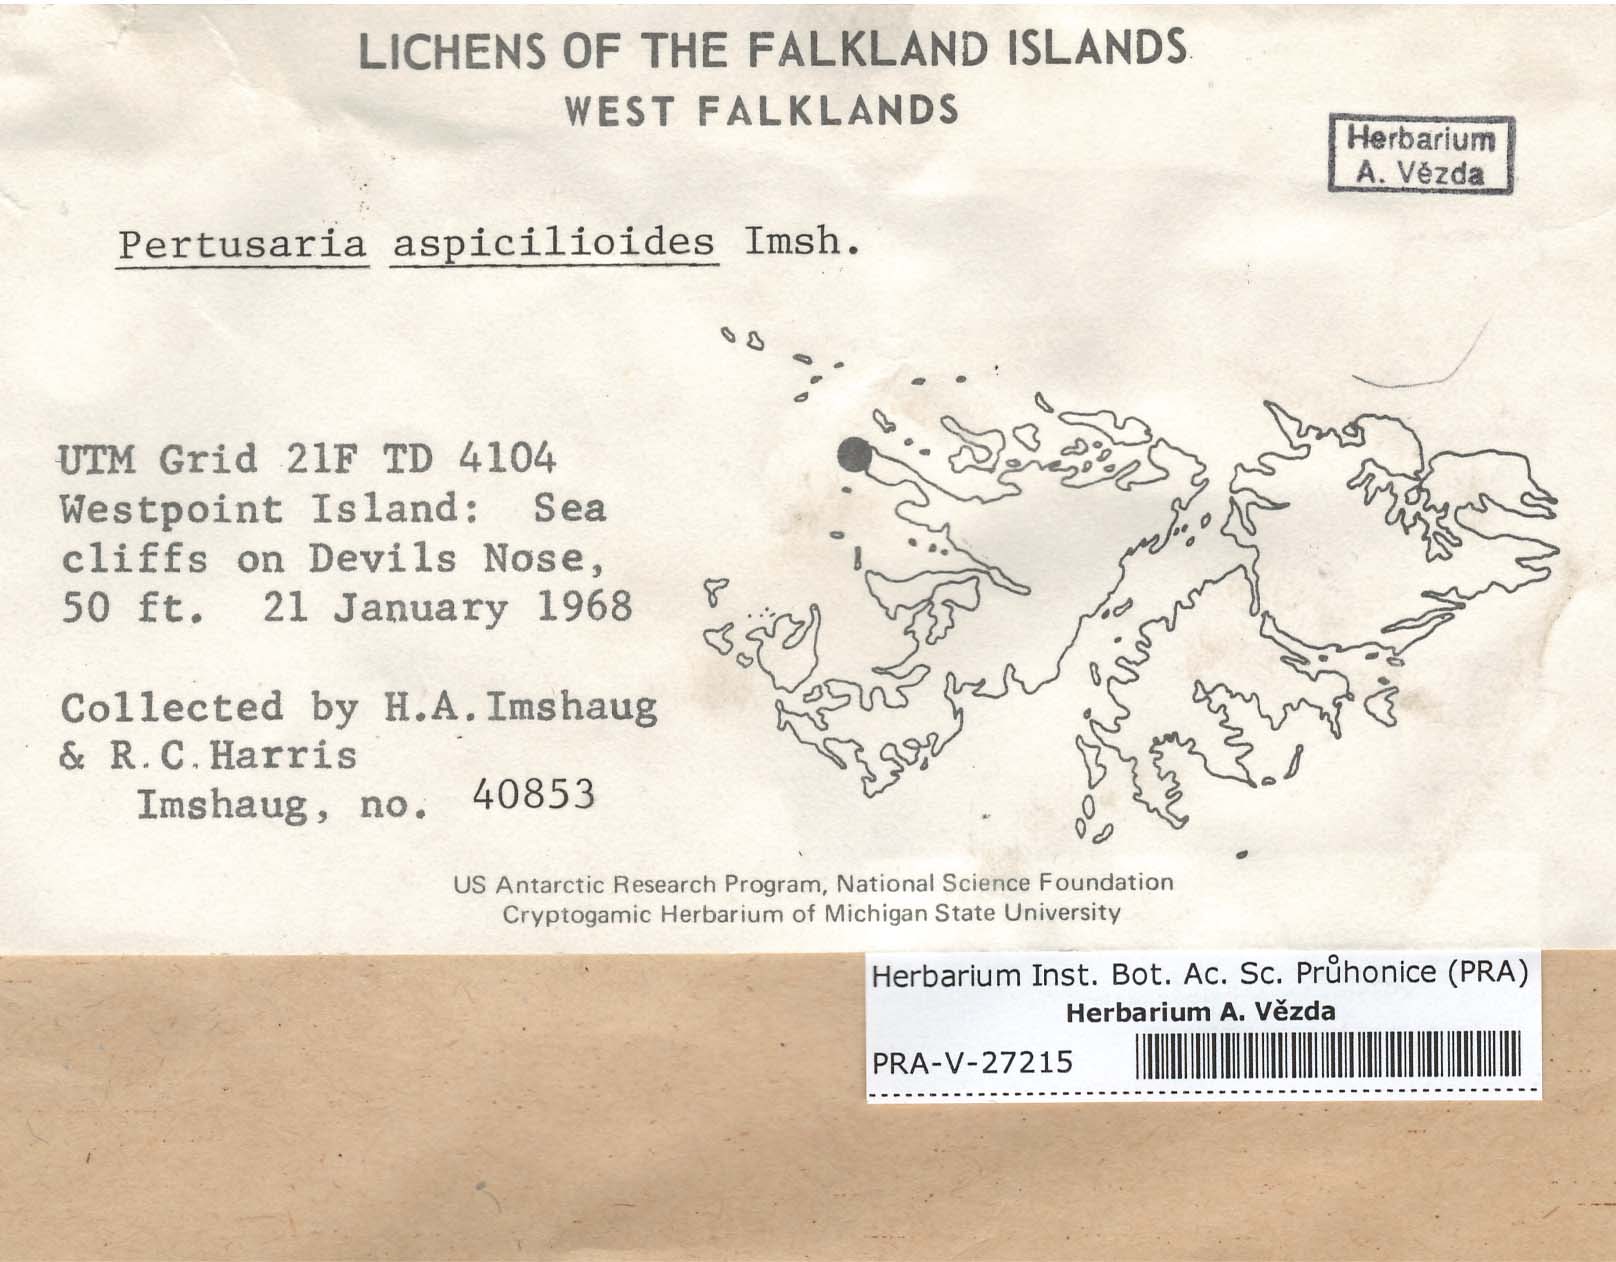 LICHENS OF THE FALKLAND ISLANDS
WEST FALKLANDS
Herbarium
A. Vězda
Pertusaria aspicilioides Imsh.
UTM Grid 21F TD 4104
Westpoint Island: Sea
cliffs on Devils Nose,
50 ft. 21 January 1968
Collected by H.A.Imshaug
& R.C.Harris
Imshaug, no. 40853
US Antarctic Research Program, National Science Foundation
Cryptogamic Herbarium of Michigan State University
Herbarium Inst. Bot. Ac. Sc. Průhonice (PRA)
Herbarium A. Vězda
PRA-V-27215